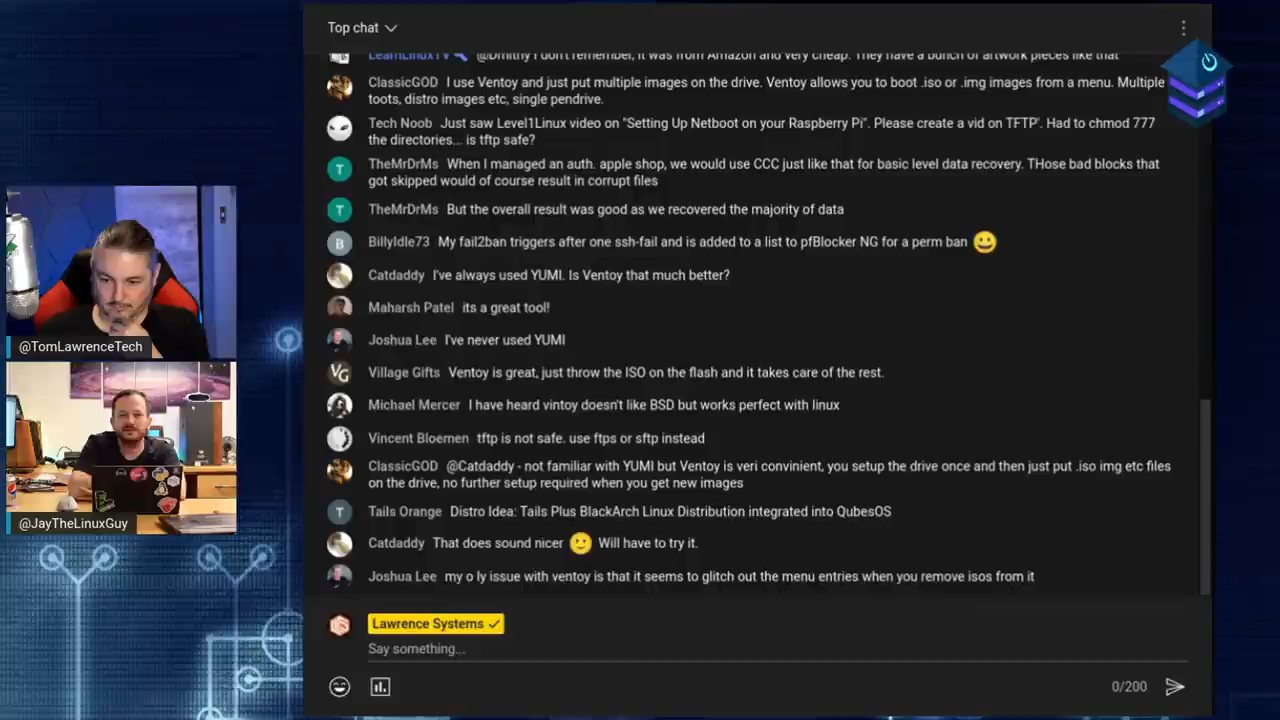 Top chat
LearnLinuxTV @Dmithy I don't remember, it was from Amazon and very cheap. They have a bunch of artwork pieces like that
ClassicGOD I use Ventoy and just put multiple images on the drive. Ventoy allows you to boot .iso or .img images from a menu. Multiple
toots, distro images etc, single pendrive.
Tech Noob Just saw Level1Linux video on "Setting Up Netboot on your Raspberry Pi". Please create a vid on TFTP'. Had to chmod 777
the directories... is tftp safe?
TheMrDrMs When I managed an auth. apple shop, we would use CCC just like that for basic level data recovery. THose bad blocks that
got skipped would of course result in corrupt files
TheMrDrMs But the overall result was good as we recovered the majority of data
BillyIdle73 My fail2ban triggers after one ssh-fail and is added to a list to pfBlocker NG for a perm ban 😀
Catdaddy I've always used YUMI. Is Ventoy that much better?
Maharsh Patel its a great tool!
Joshua Lee I've never used YUMI
Village Gifts Ventoy is great, just throw the ISO on the flash and it takes care of the rest.
Michael Mercer I have heard vintoy doesn't like BSD but works perfect with linux
Vincent Bloemen tftp is not safe. use ftps or sftp instead
ClassicGOD @Catdaddy - not familiar with YUMI but Ventoy is veri convinient, you setup the drive once and then just put .iso img etc files
on the drive, no further setup required when you get new images
Tails Orange Distro Idea: Tails Plus BlackArch Linux Distribution integrated into QubesOS
Catdaddy That does sound nicer 🙂 Will have to try it.
Joshua Lee my o ly issue with ventoy is that it seems to glitch out the menu entries when you remove isos from it
Lawrence Systems
Say something...
0/200
@TomLawrenceTech
@JayTheLinuxGuy
T
T
B
VG
T